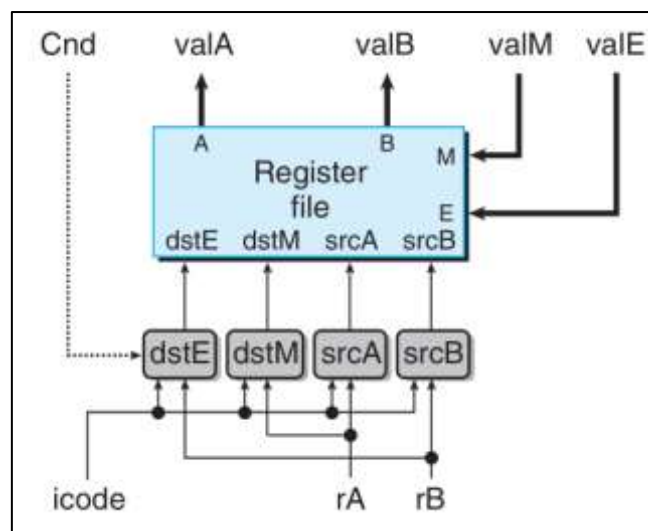 Cnd valA valB valM valE
A B
M
Register
file
E
dstE dstM srcA srcB
dstE dstM srcA srcB
icode rA rB